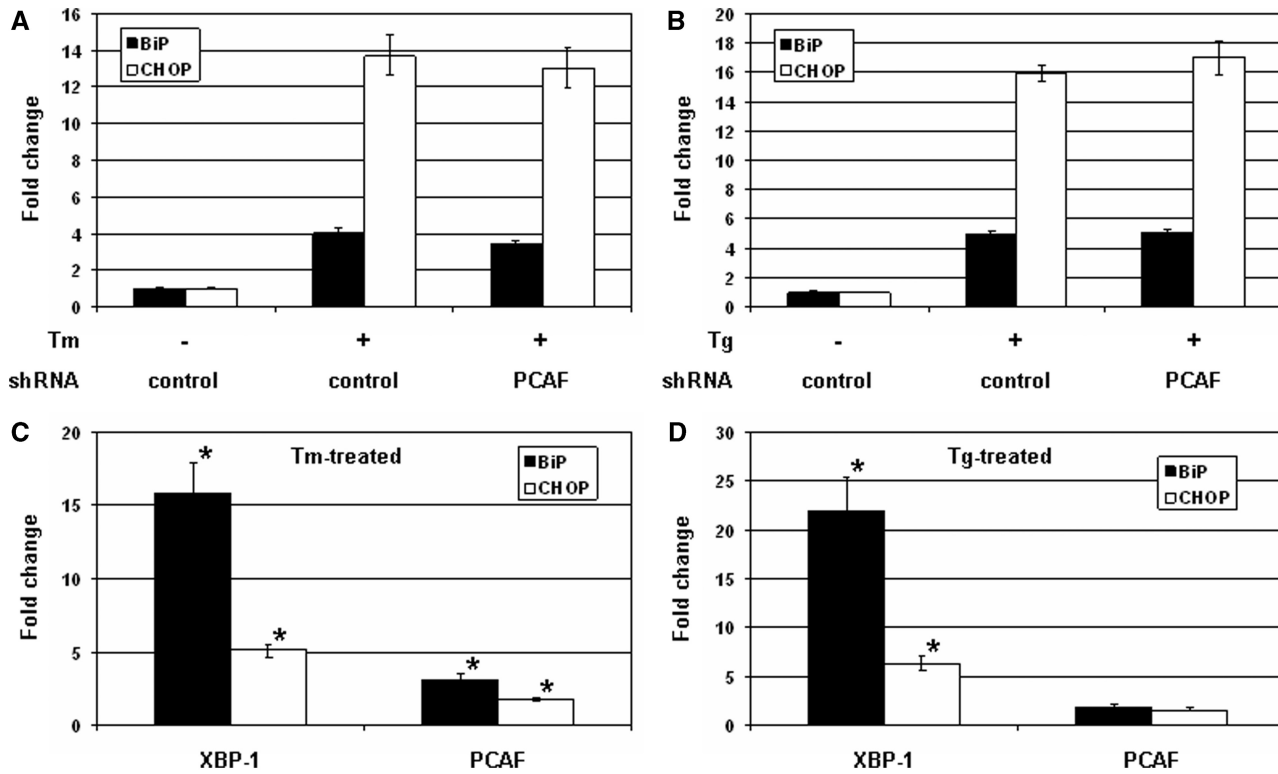 A
Fold change
16
14
12
10
8
6
4
2
0
BiP
CHOP
Tm - + +
shRNA control control PCAF
B
Fold change
20
18
16
14
12
10
8
6
4
2
0
BiP
CHOP
Tg - + +
shRNA control control PCAF
C
Fold change
20
15
10
5
0
Tm-treated
BiP
CHOP
* * * *
XBP-1 PCAF
D
Fold change
30
25
20
15
10
5
0
Tg-treated
BiP
CHOP
* *
XBP-1 PCAF